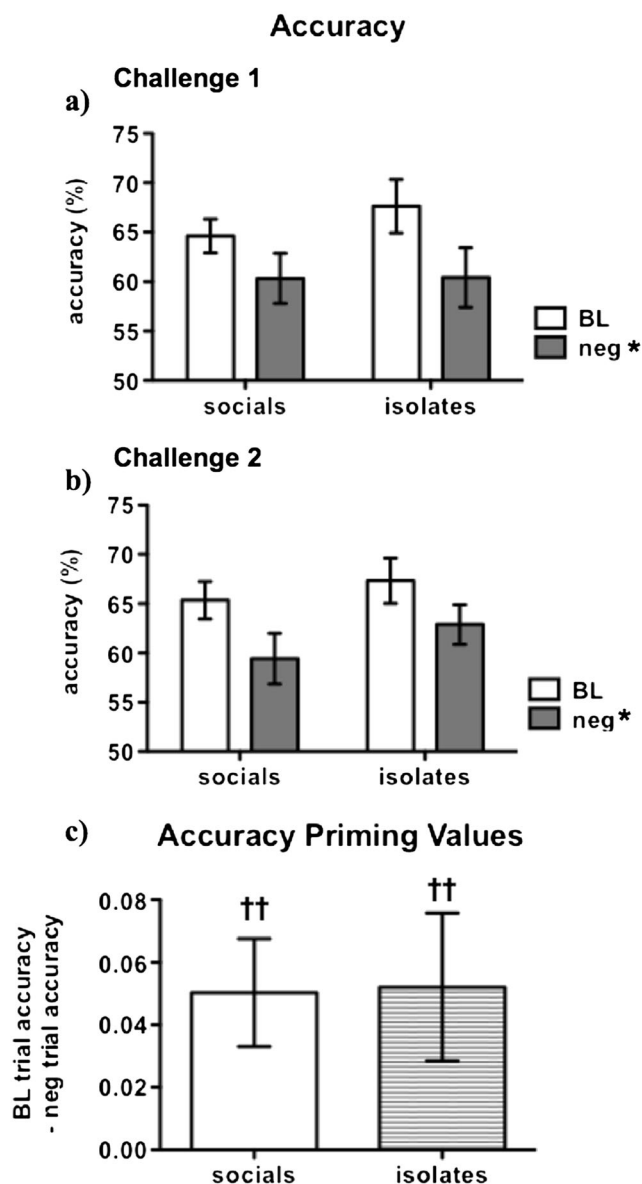 Accuracy
a) Challenge 1
accuracy (%)
75
70
65
60
55
50
socials isolates
BL
neg *
b) Challenge 2
accuracy (%)
75
70
65
60
55
50
socials isolates
BL
neg *
c) Accuracy Priming Values
BL trial accuracy
- neg trial accuracy
0.08
0.06
0.04
0.02
0.00
†† ††
socials isolates